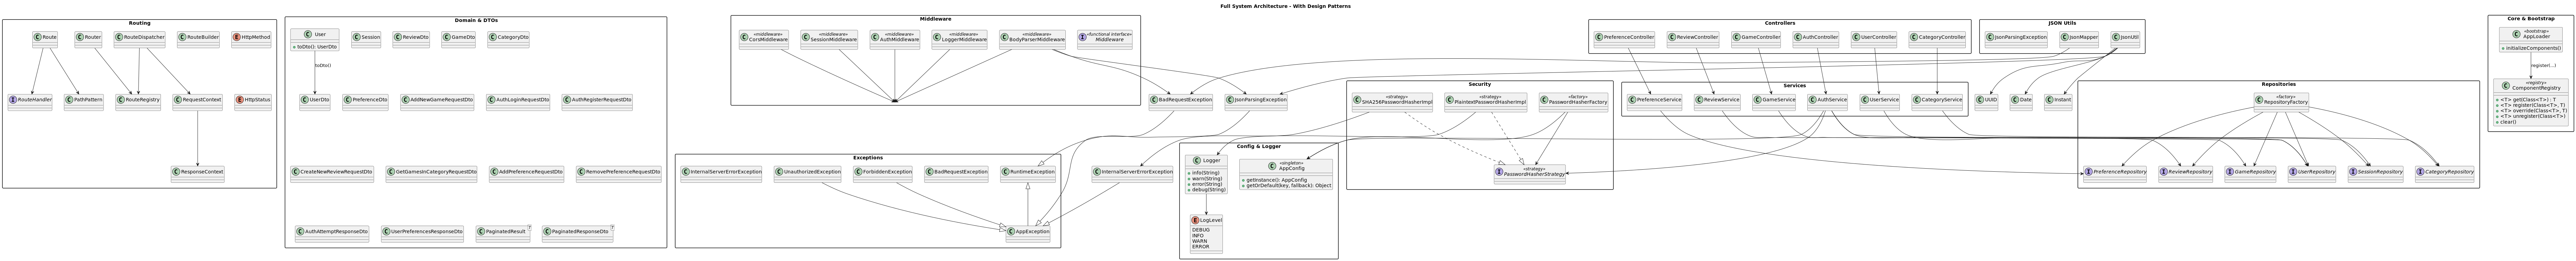 Full System Architecture - With Design Patterns
Routing
Route
Router
RouteDispatcher
RouteBuilder
HttpMethod
RouteHandler
PathPattern
RouteRegistry
RequestContext
HttpStatus
ResponseContext
Domain & DTOs
User
toDto(): UserDto
Session
ReviewDto
GameDto
CategoryDto
toDto()
UserDto
PreferenceDto
AddNewGameRequestDto
AuthLoginRequestDto
AuthRegisterRequestDto
CreateNewReviewRequestDto
GetGamesInCategoryRequestDto
AddPreferenceRequestDto
RemovePreferenceRequestDto
AuthAttemptResponseDto
UserPreferencesResponseDto
PaginatedResult
T
PaginatedResponseDto
T
Middleware
«middleware»
CorsMiddleware
«middleware»
SessionMiddleware
«middleware»
AuthMiddleware
«middleware»
LoggerMiddleware
«middleware»
BodyParserMiddleware
«functional interface»
Middleware
BadRequestException
JsonParsingException
Exceptions
InternalServerErrorException
UnauthorizedException
ForbiddenException
BadRequestException
RuntimeException
AppException
InternalServerErrorException
Config & Logger
Logger
info(String)
warn(String)
error(String)
debug(String)
«singleton»
AppConfig
getInstance(): AppConfig
getOrDefault(key, fallback): Object
LogLevel
DEBUG
INFO
WARN
ERROR
Security
«strategy»
SHA256PasswordHasherImpl
«strategy»
PlaintextPasswordHasherImpl
«factory»
PasswordHasherFactory
«strategy»
PasswordHasherStrategy
Controllers
PreferenceController
ReviewController
GameController
AuthController
UserController
CategoryController
Services
PreferenceService
ReviewService
GameService
AuthService
UserService
CategoryService
JSON Utils
JsonParsingException
JsonMapper
JsonUtil
UUID
Date
Instant
Repositories
«factory»
RepositoryFactory
PreferenceRepository
ReviewRepository
GameRepository
UserRepository
SessionRepository
CategoryRepository
Core & Bootstrap
«bootstrap»
AppLoader
initializeComponents()
register(...)
«registry»
ComponentRegistry
<T> get(Class<T>) : T
<T> register(Class<T>, T)
<T> override(Class<T>, T)
<T> unregister(Class<T>)
clear()